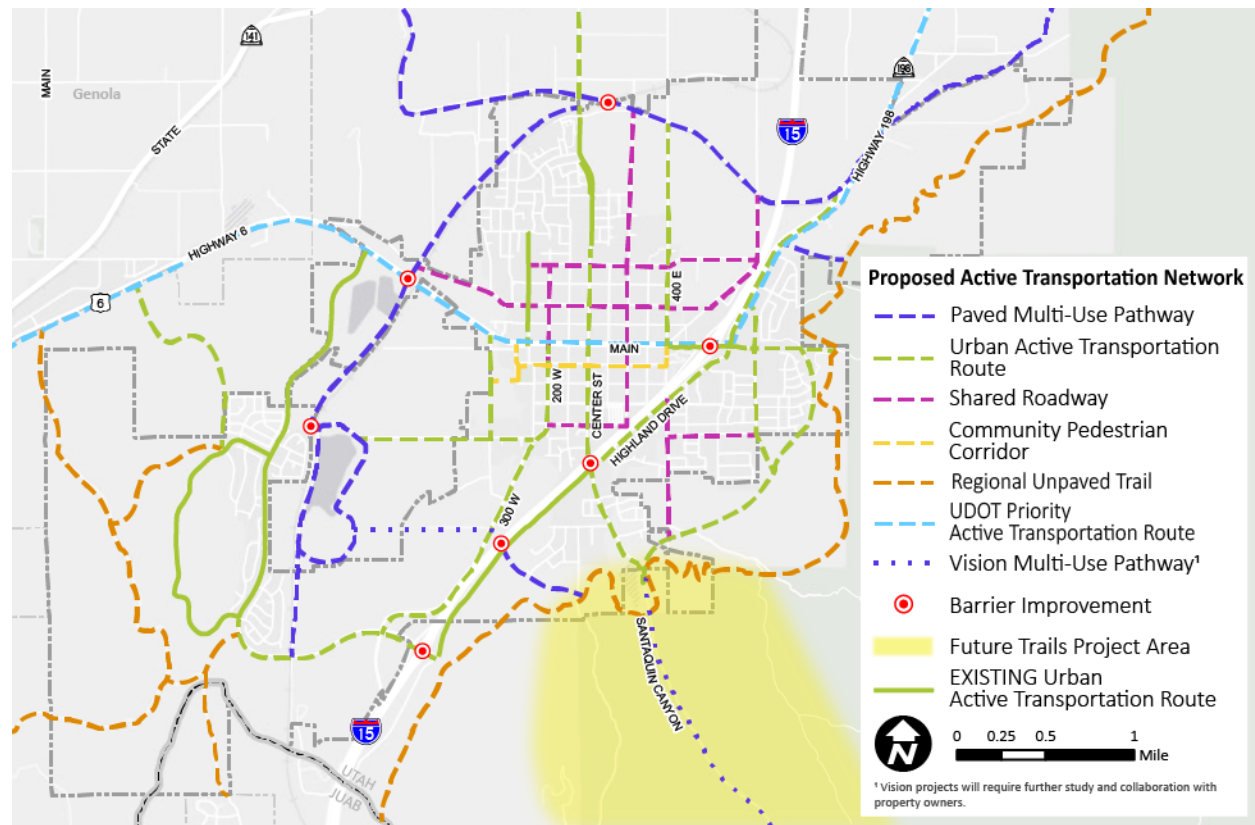 141
MAIN
Genola
STATE
198
15
HIGHWAY 198
HIGHWAY 6
6
400 E
MAIN
200 W
CENTER ST
HIGHLAND DRIVE
300 W
SANTAQUIN CANYON
15
UTAH
JUAB
Proposed Active Transportation Network
Paved Multi-Use Pathway
Urban Active Transportation
Route
Shared Roadway
Community Pedestrian
Corridor
Regional Unpaved Trail
UDOT Priority
Active Transportation Route
Vision Multi-Use Pathway¹
Barrier Improvement
Future Trails Project Area
EXISTING Urban
Active Transportation Route
N
0 0.25 0.5 1
Mile
¹ Vision projects will require further study and collaboration with
property owners.